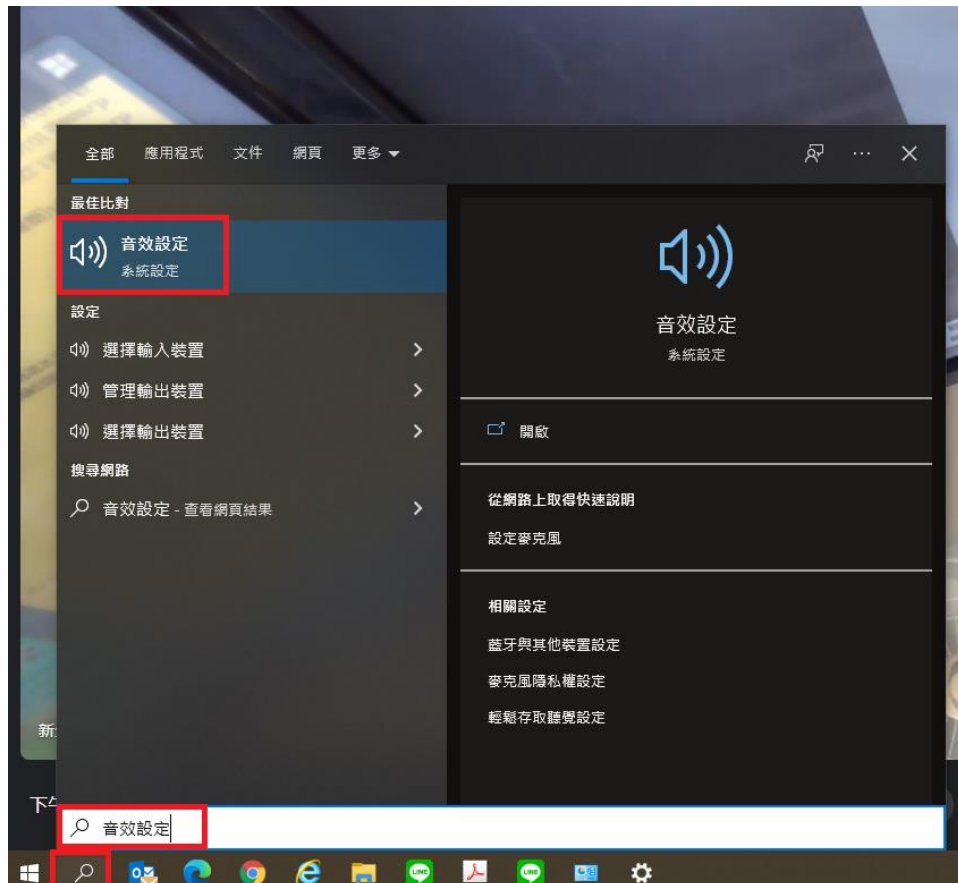 全部 應用程式 文件 網頁 更多
最佳比對
音效設定
系統設定
設定
選擇輸入裝置
管理輸出裝置
選擇輸出裝置
搜尋網路
音效設定 - 查看網頁結果
音效設定
系統設定
開啟
從網路上取得快速說明
設定麥克風
相關設定
藍牙與其他裝置設定
麥克風隱私權設定
輕鬆存取聽覺設定
新
下午
音效設定
LINE
LINE